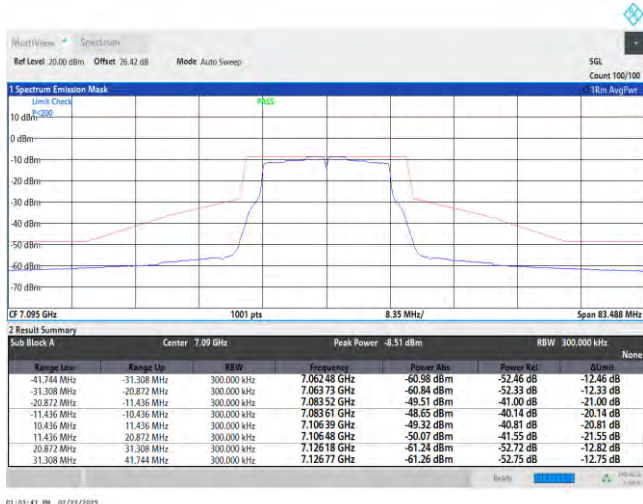 MultiView Spectrum
Ref Level 20.00 dBm Offset 26.42 dB Mode Auto Sweep SGL
Count 100/100
1 Spectrum Emission Mask 1Rm AvgPwr
Limit Check PASS
P<200
10 dBm
0 dBm
-10 dBm
-20 dBm
-30 dBm
-40 dBm
-50 dBm
-60 dBm
-70 dBm
CF 7.095 GHz 1001 pts 8.35 MHz/ Span 83.488 MHz
2 Result Summary
Sub Block A Center 7.09 GHz Peak Power -8.51 dBm RBW 300.000 kHz
None
Range Low Range Up RBW Frequency Power Abs Power Rel ΔLimit
-41.744 MHz -31.308 MHz 300.000 kHz 7.06248 GHz -60.98 dBm -52.46 dB -12.46 dB
-31.308 MHz -20.872 MHz 300.000 kHz 7.06373 GHz -60.84 dBm -52.33 dB -12.33 dB
-20.872 MHz -11.436 MHz 300.000 kHz 7.08352 GHz -49.51 dBm -41.00 dB -21.00 dB
-11.436 MHz -10.436 MHz 300.000 kHz 7.08361 GHz -48.65 dBm -40.14 dB -20.14 dB
10.436 MHz 11.436 MHz 300.000 kHz 7.10639 GHz -49.32 dBm -40.81 dB -20.81 dB
11.436 MHz 20.872 MHz 300.000 kHz 7.10648 GHz -50.07 dBm -41.55 dB -21.55 dB
20.872 MHz 31.308 MHz 300.000 kHz 7.12618 GHz -61.24 dBm -52.72 dB -12.82 dB
31.308 MHz 41.744 MHz 300.000 kHz 7.12677 GHz -61.26 dBm -52.75 dB -12.75 dB
Ready